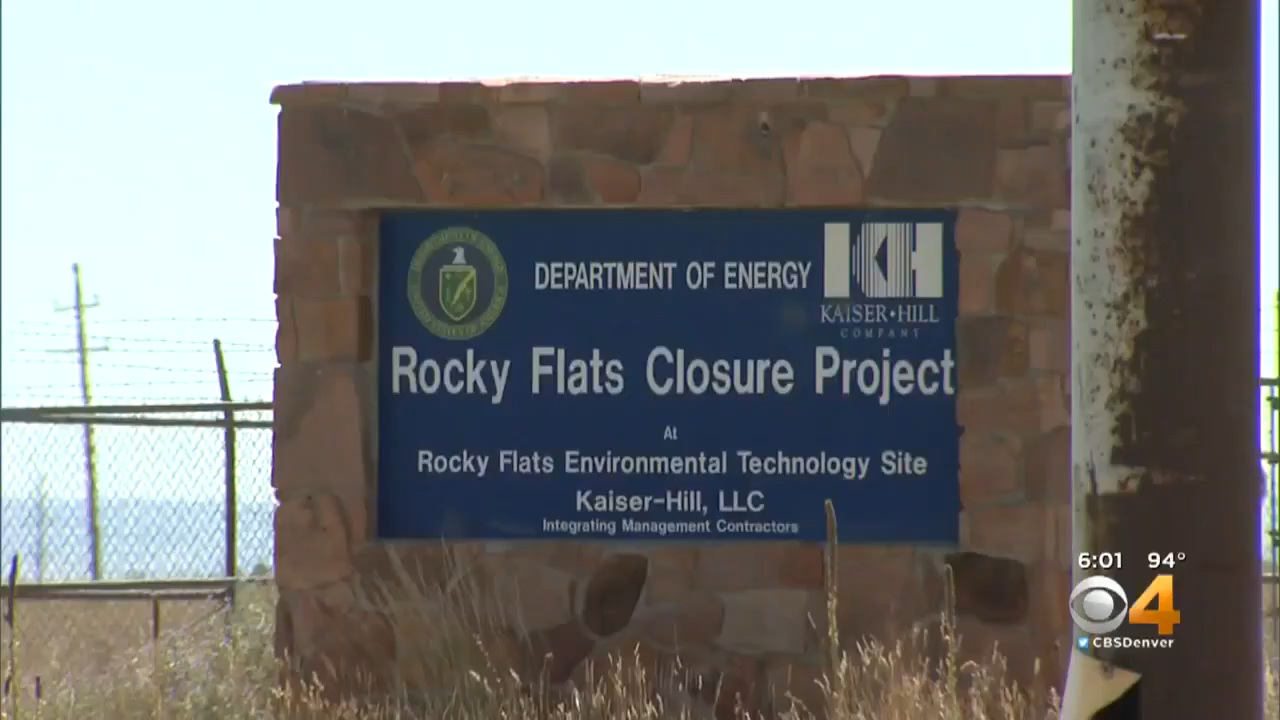 DEPARTMENT OF ENERGY
KH
KAISER•HILL
COMPANY
Rocky Flats Closure Project
At
Rocky Flats Environmental Technology Site
Kaiser-Hill, LLC
Integrating Management Contractors
6:01 94°
4
CBSDenver